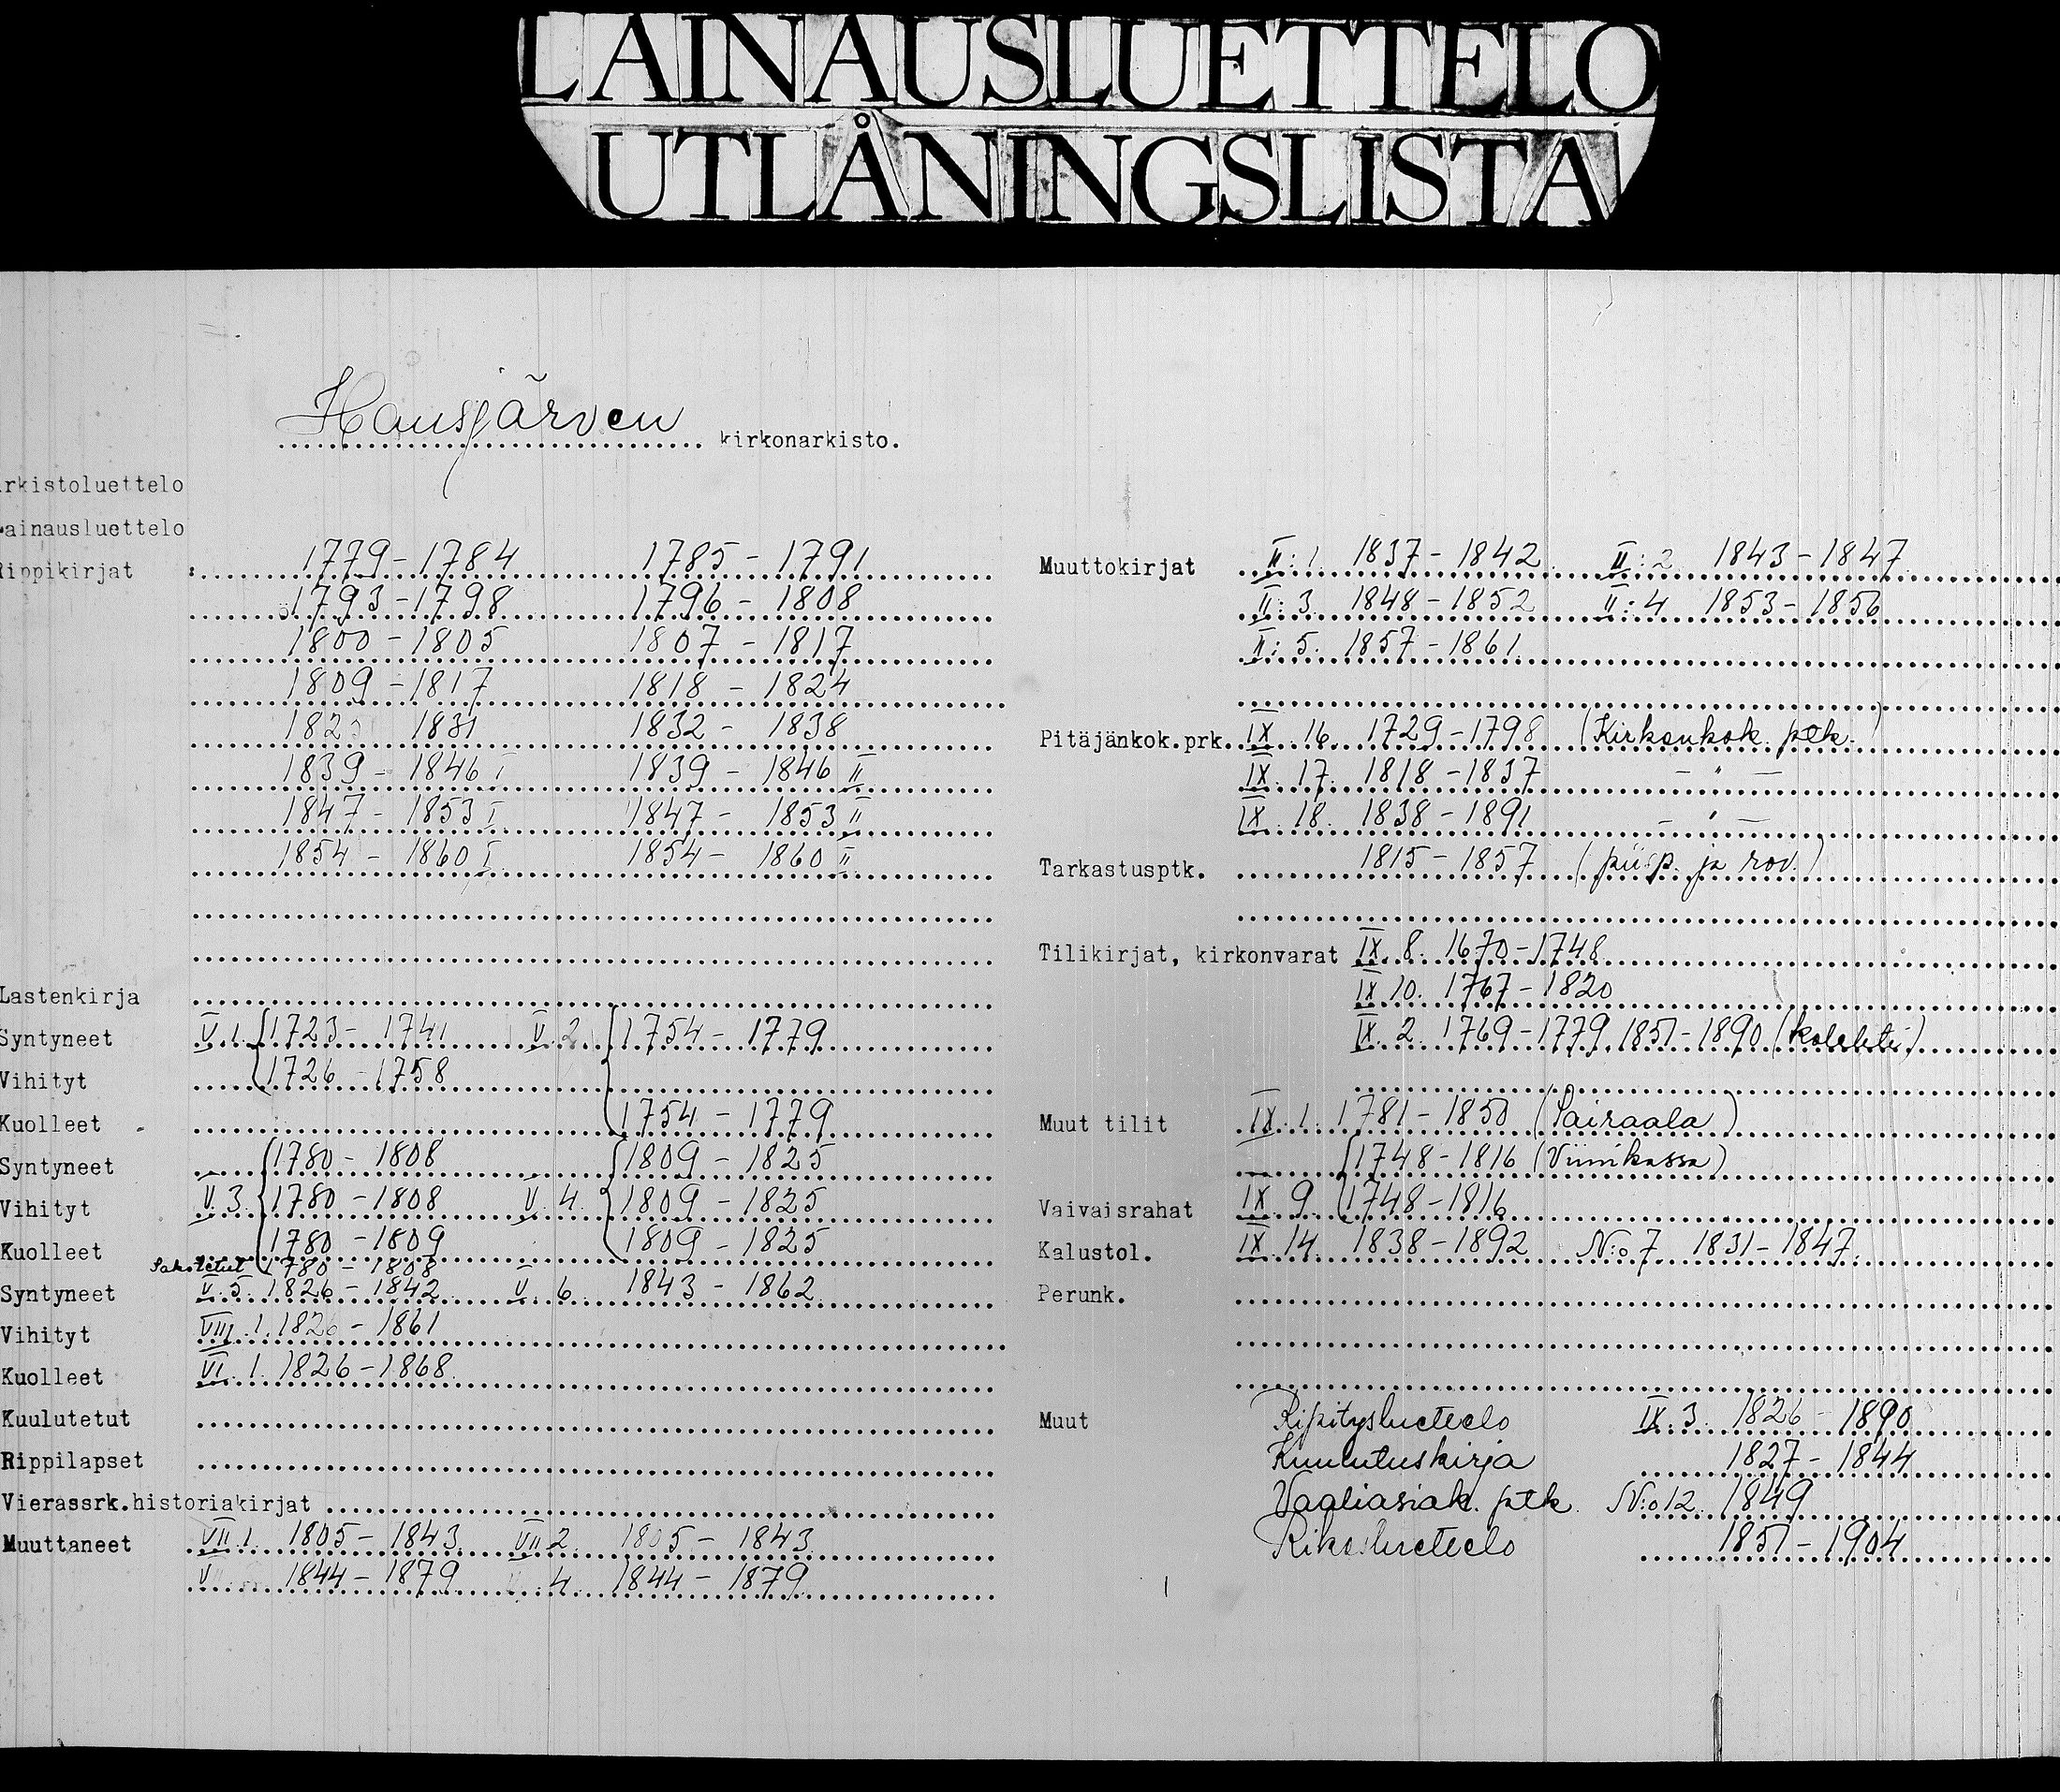 LAINAUSLUETTELO
UTLÅNINGSLISTA
Hausjärven kirkonarkisto.
rkistoluettelo
ainausluettelo
Rippikirjat : 1779-1784 1785-1791
1793-1798 1796-1808
1800-1805 1807-1817
1809-1817 1818-1824
1831 1832-1838
1839-1846 I 1839-1846 II
1847-1853 I 1847-1853 II
1854-1860 I 1854-1860 II
Lastenkirja
Syntyneet V.1. 1723-1741 V.2 1754-1779
Vihityt 1726-1758
Kuolleet 1754-1779
Syntyneet 1780-1808 1809-1825
Vihityt V.3 1780-1808 V.4. 1809-1825
Kuolleet 1780-1809 1809-1825
1780-1808
Syntyneet V.5. 1826-1842 V.6 1843-1862
Vihityt VIII.1. 1826-1861
Kuolleet VI.1. 1826-1868
Kuulutetut
Rippilapset
Vierassrk.historiakirjat
Muuttaneet VII.1. 1805-1843 VII.2 1805-1843
1844-1879 4 1844-1879
Muuttokirjat II:1. 1837-1842 II:2 1843-1847
II:3. 1848-1852 II:4 1853-1856
II:5. 1857-1861
Pitäjänkok.prk. IX.16. 1729-1798 (Kirkonkok. ptk.)
IX.17. 1818-1837 - " -
IX.18. 1838-1891 - " -
Tarkastusptk. 1815-1857 (piisp. ja rov.)
Tilikirjat, kirkonvarat IX.8. 1670-1748
IX.10. 1767-1820
IX.2. 1769-1779, 1851-1890 (kolehti)
Muut tilit IX.1. 1781-1850 (Sairaala)
1748-1816 (Viinikassa)
Vaivaisrahat IX.9. 1748-1816
Kalustol. IX.14. 1838-1892 N:o 7 1831-1847.
Perunk.
Muut Ripitysluettelo IX.3. 1826-1890
Kuulutuskirja 1827-1844
Vaaliasiak. ptk. N:o 12. 1849
Rikosluettelo 1851-1904